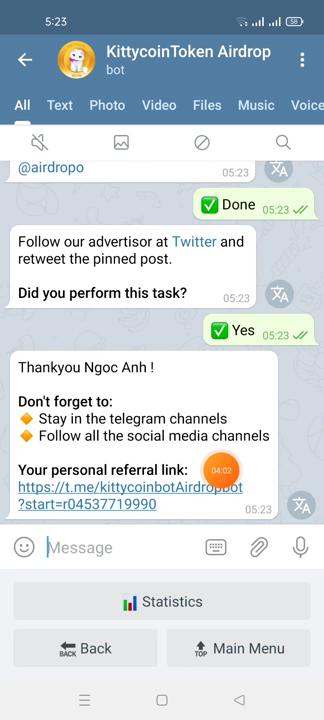 5:23
58
KittycoinToken Airdrop
bot
All Text Photo Video Files Music Voice
@airdropo
05:23
✅ Done 05:23
Follow our advertisor at Twitter and
retweet the pinned post.
Did you perform this task?
05:23
✅ Yes 05:23
Thankyou Ngoc Anh !
Don't forget to:
🔸 Stay in the telegram channels
🔸 Follow all the social media channels
Your personal referral link:
04:02
https://t.me/kittycoinbotAirdropbot
?start=r04537719990
05:23
Message
📊 Statistics
🔙 Back
🔝 Main Menu